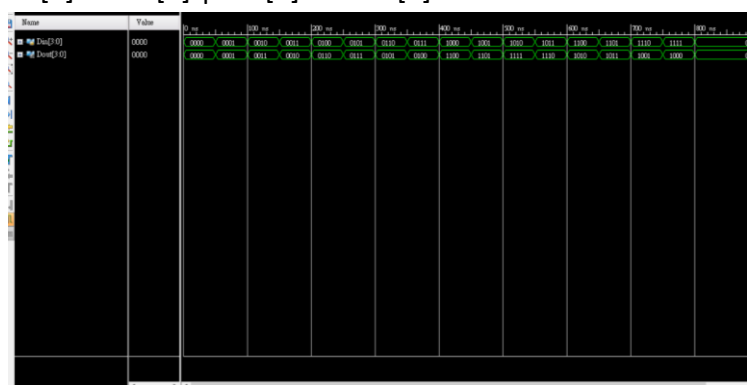 Name Value
0 ns 100 ns 200 ns 300 ns 400 ns 500 ns 600 ns 700 ns 800 ns
Din[3:0] 0000 0000 0001 0010 0011 0100 0101 0110 0111 1000 1001 1010 1011 1100 1101 1110 1111
Dout[3:0] 0000 0000 0001 0011 0010 0110 0111 0101 0100 1100 1101 1111 1110 1010 1011 1001 1000